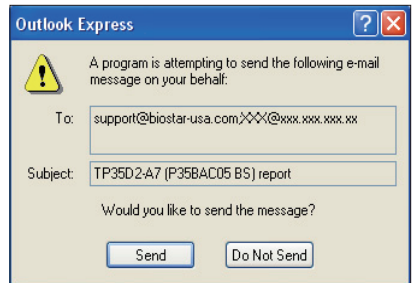 Outlook Express
A program is attempting to send the following e-mail
message on your behalf:
To: support@biostar-usa.com;XXX@xxx.xxx.xxx.xx
Subject: TP35D2-A7 (P35BAC05 BS) report
Would you like to send the message?
Send Do Not Send